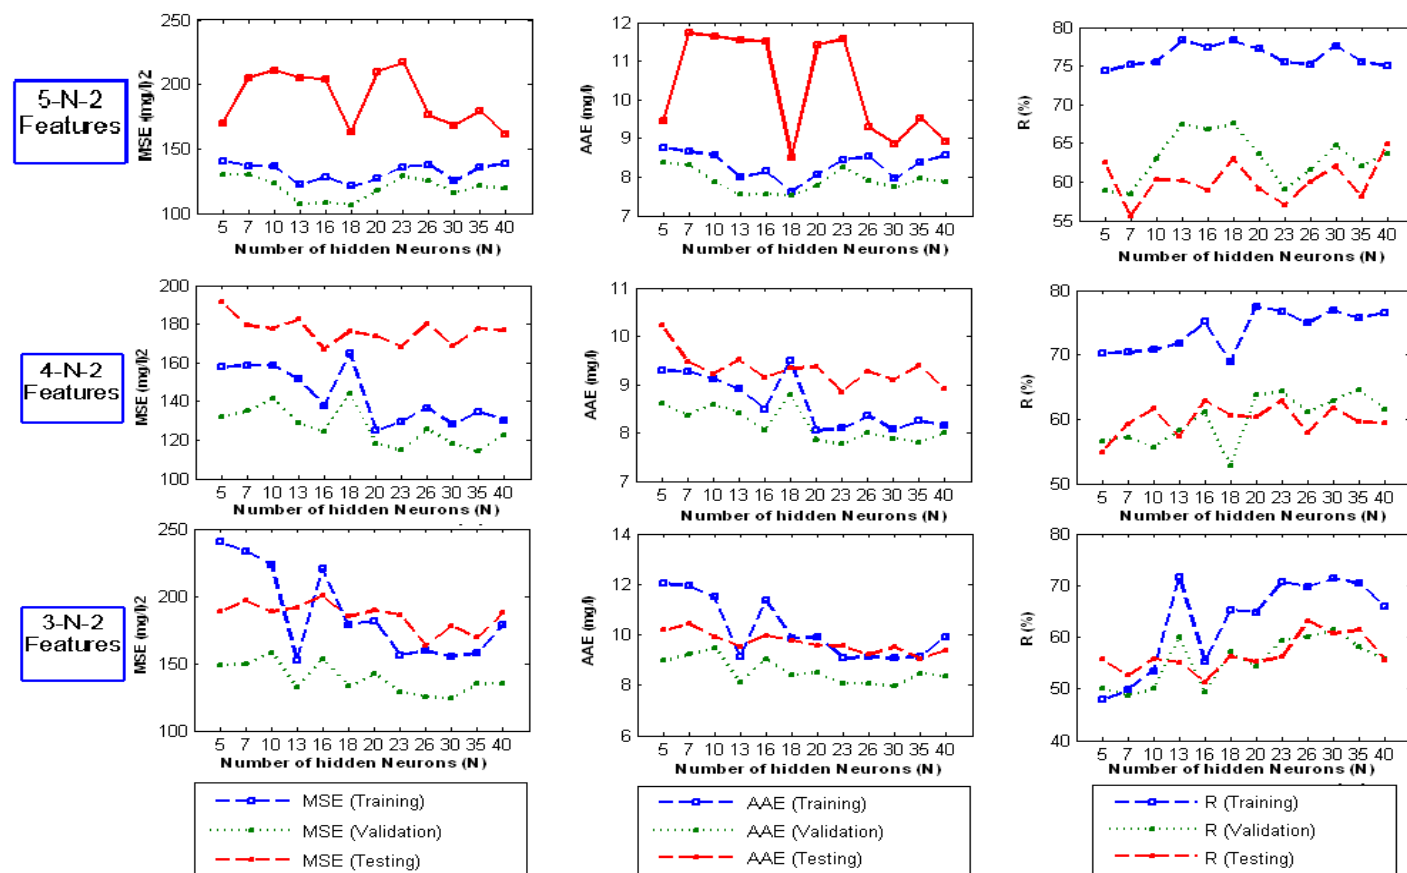 5-N-2
Features
MSE (mg/l)2
250
200
150
100
5 7 10 13 16 18 20 23 26 30 35 40
Number of hidden Neurons (N)
AAE (mg/l)
12
11
10
9
8
7
5 7 10 13 16 18 20 23 26 30 35 40
Number of hidden Neurons (N)
R (%)
80
75
70
65
60
55
5 7 10 13 16 18 20 23 26 30 35 40
Number of hidden Neurons (N)
4-N-2
Features
MSE (mg/l)2
200
180
160
140
120
100
5 7 10 13 16 18 20 23 26 30 35 40
Number of hidden Neurons (N)
AAE (mg/l)
11
10
9
8
7
5 7 10 13 16 18 20 23 26 30 35 40
Number of hidden Neurons (N)
R (%)
80
70
60
50
5 7 10 13 16 18 20 23 26 30 35 40
Number of hidden Neurons (N)
3-N-2
Features
MSE (mg/l)2
250
200
150
100
5 7 10 13 16 18 20 23 26 30 35 40
Number of hidden Neurons (N)
AAE (mg/l)
14
12
10
8
6
5 7 10 13 16 18 20 23 26 30 35 40
Number of hidden Neurons (N)
R (%)
80
70
60
50
40
5 7 10 13 16 18 20 23 26 30 35 40
Number of hidden Neurons (N)
MSE (Training)
MSE (Validation)
MSE (Testing)
AAE (Training)
AAE (Validation)
AAE (Testing)
R (Training)
R (Validation)
R (Testing)